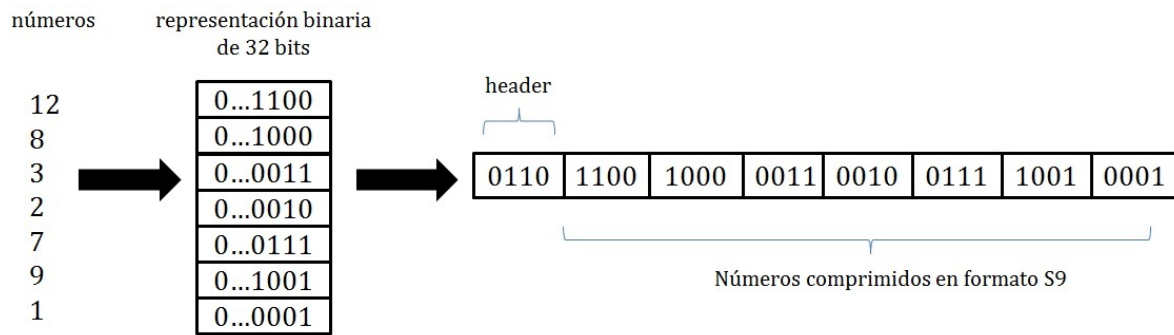 números
representación binaria
de 32 bits
12
8
3
2
7
9
1
0...1100
0...1000
0...0011
0...0010
0...0111
0...1001
0...0001
header
0110 1100 1000 0011 0010 0111 1001 0001
Números comprimidos en formato S9